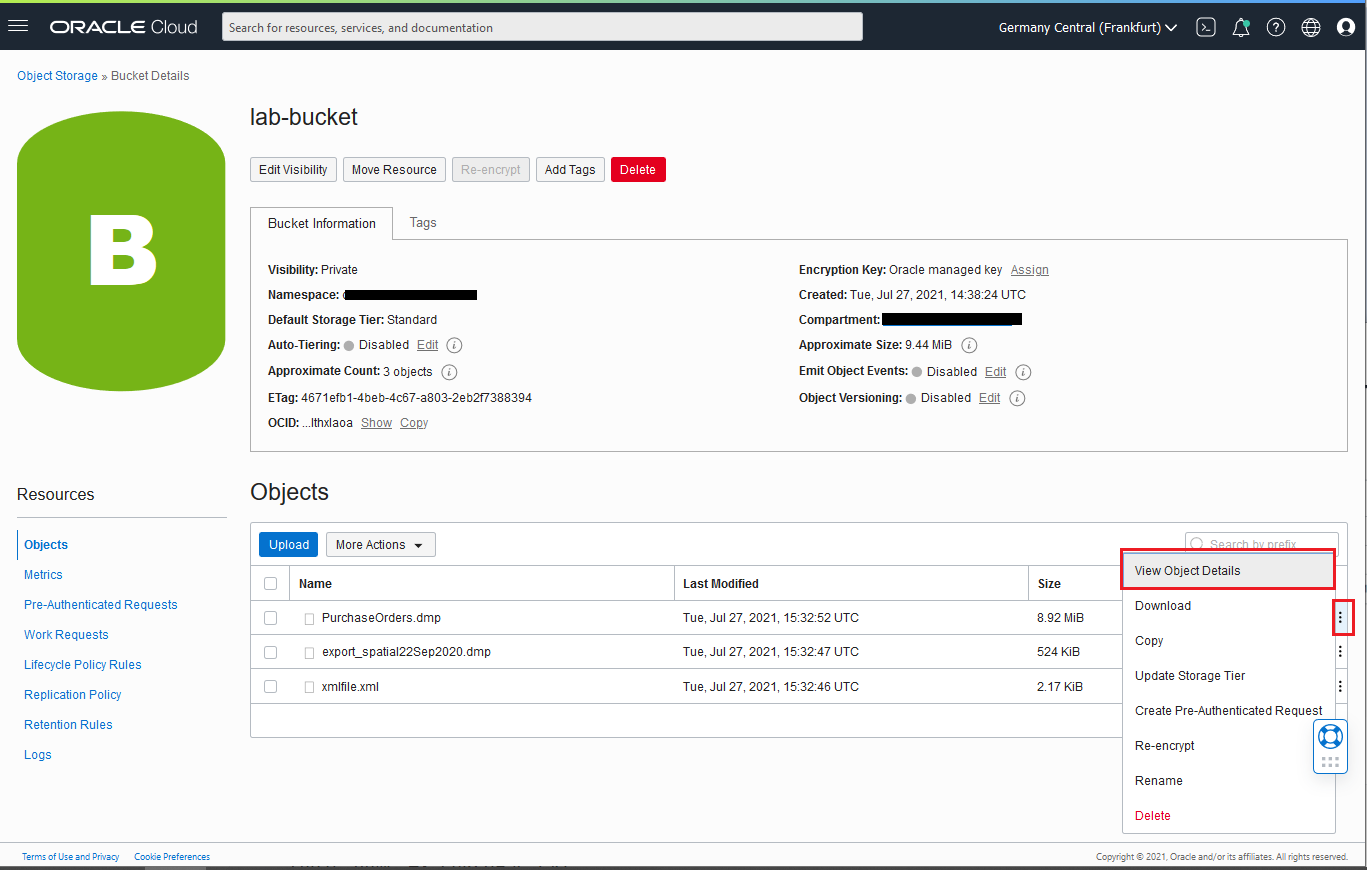 ORACLE Cloud
Search for resources, services, and documentation
Germany Central (Frankfurt)
Object Storage » Bucket Details
B
lab-bucket
Edit Visibility Move Resource Re-encrypt Add Tags Delete
Bucket Information Tags
Visibility: Private
Namespace:
Default Storage Tier: Standard
Auto-Tiering: Disabled Edit
Approximate Count: 3 objects
ETag: 4671efb1-4beb-4c67-a803-2eb2f7388394
OCID: ...lthxlaoa Show Copy
Encryption Key: Oracle managed key Assign
Created: Tue, Jul 27, 2021, 14:38:24 UTC
Compartment:
Approximate Size: 9.44 MiB
Emit Object Events: Disabled Edit
Object Versioning: Disabled Edit
Resources
Objects
Metrics
Pre-Authenticated Requests
Work Requests
Lifecycle Policy Rules
Replication Policy
Retention Rules
Logs
Objects
Upload More Actions
Search by prefix
Name Last Modified Size
PurchaseOrders.dmp Tue, Jul 27, 2021, 15:32:52 UTC 8.92 MiB
export_spatial22Sep2020.dmp Tue, Jul 27, 2021, 15:32:47 UTC 524 KiB
xmlfile.xml Tue, Jul 27, 2021, 15:32:46 UTC 2.17 KiB
View Object Details
Download
Copy
Update Storage Tier
Create Pre-Authenticated Request
Re-encrypt
Rename
Delete
Terms of Use and Privacy Cookie Preferences
Copyright © 2021, Oracle and/or its affiliates. All rights reserved.